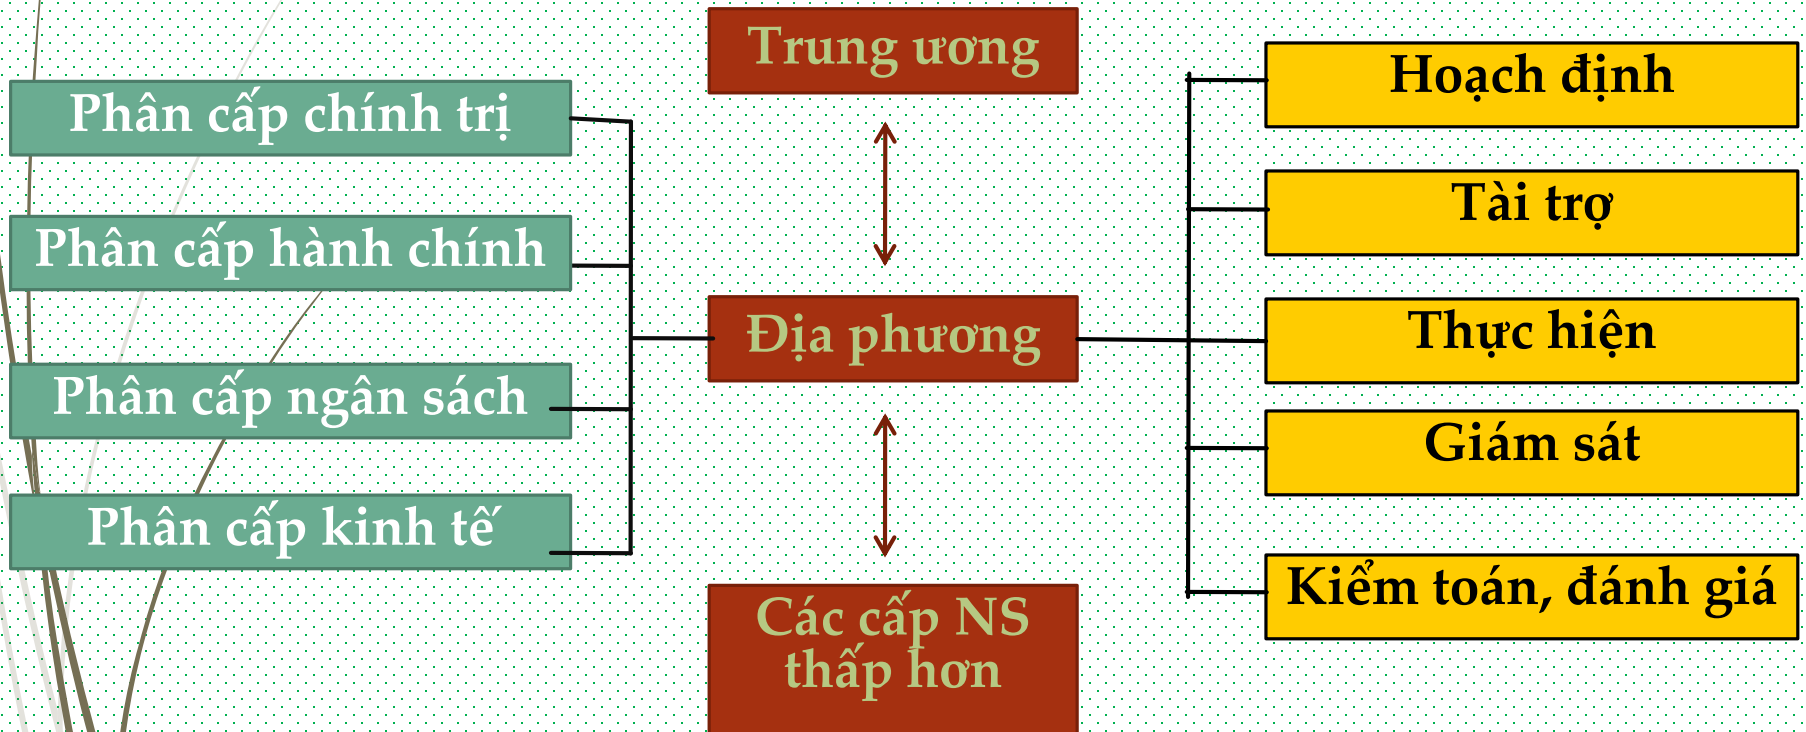 Phân cấp chính trị
Phân cấp hành chính
Phân cấp ngân sách
Phân cấp kinh tế
Trung ương
Địa phương
Các cấp NS
thấp hơn
Hoạch định
Tài trợ
Thực hiện
Giám sát
Kiểm toán, đánh giá